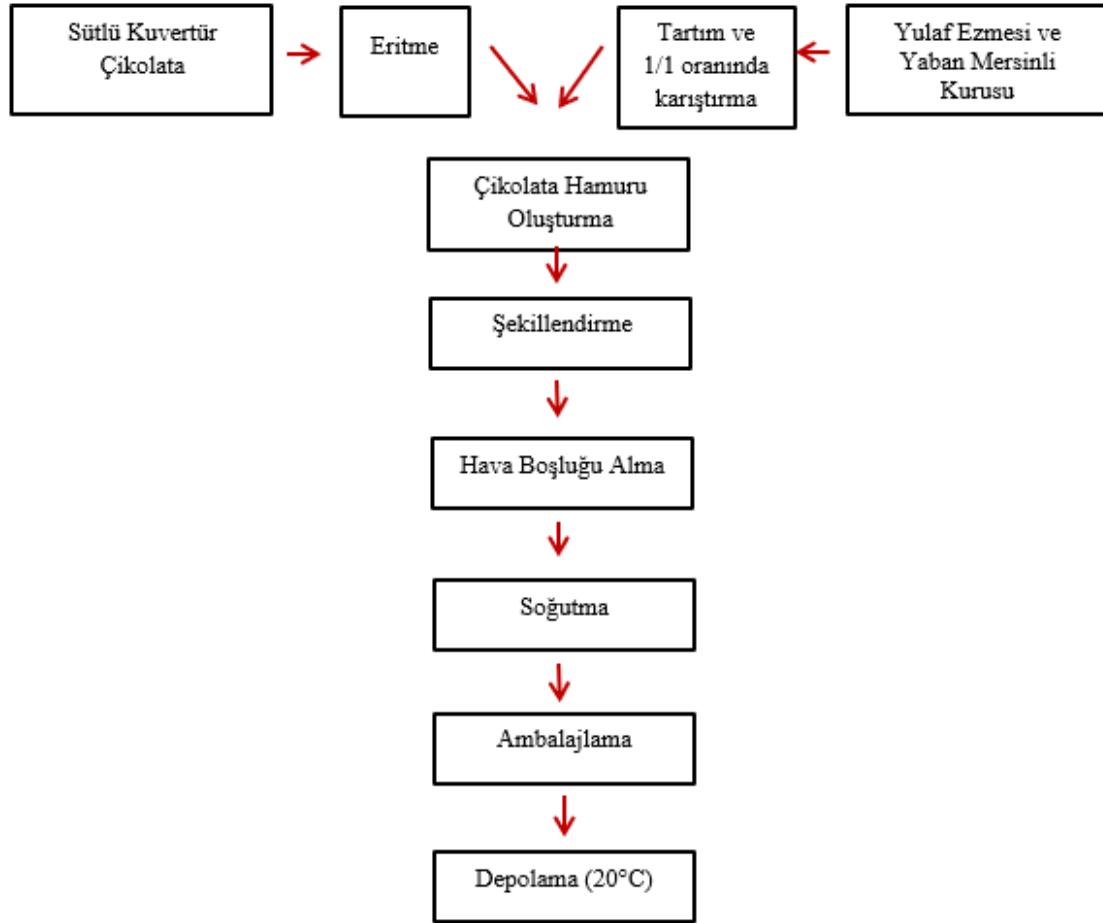 Sütlü Kuvertür
Çikolata
Eritme
Tartım ve
1/1 oranında
karıştırma
Yulaf Ezmesi ve
Yaban Mersinli
Kurusu
Çikolata Hamuru
Oluşturma
Şekillendirme
Hava Boşluğu Alma
Soğutma
Ambalajlama
Depolama (20°C)